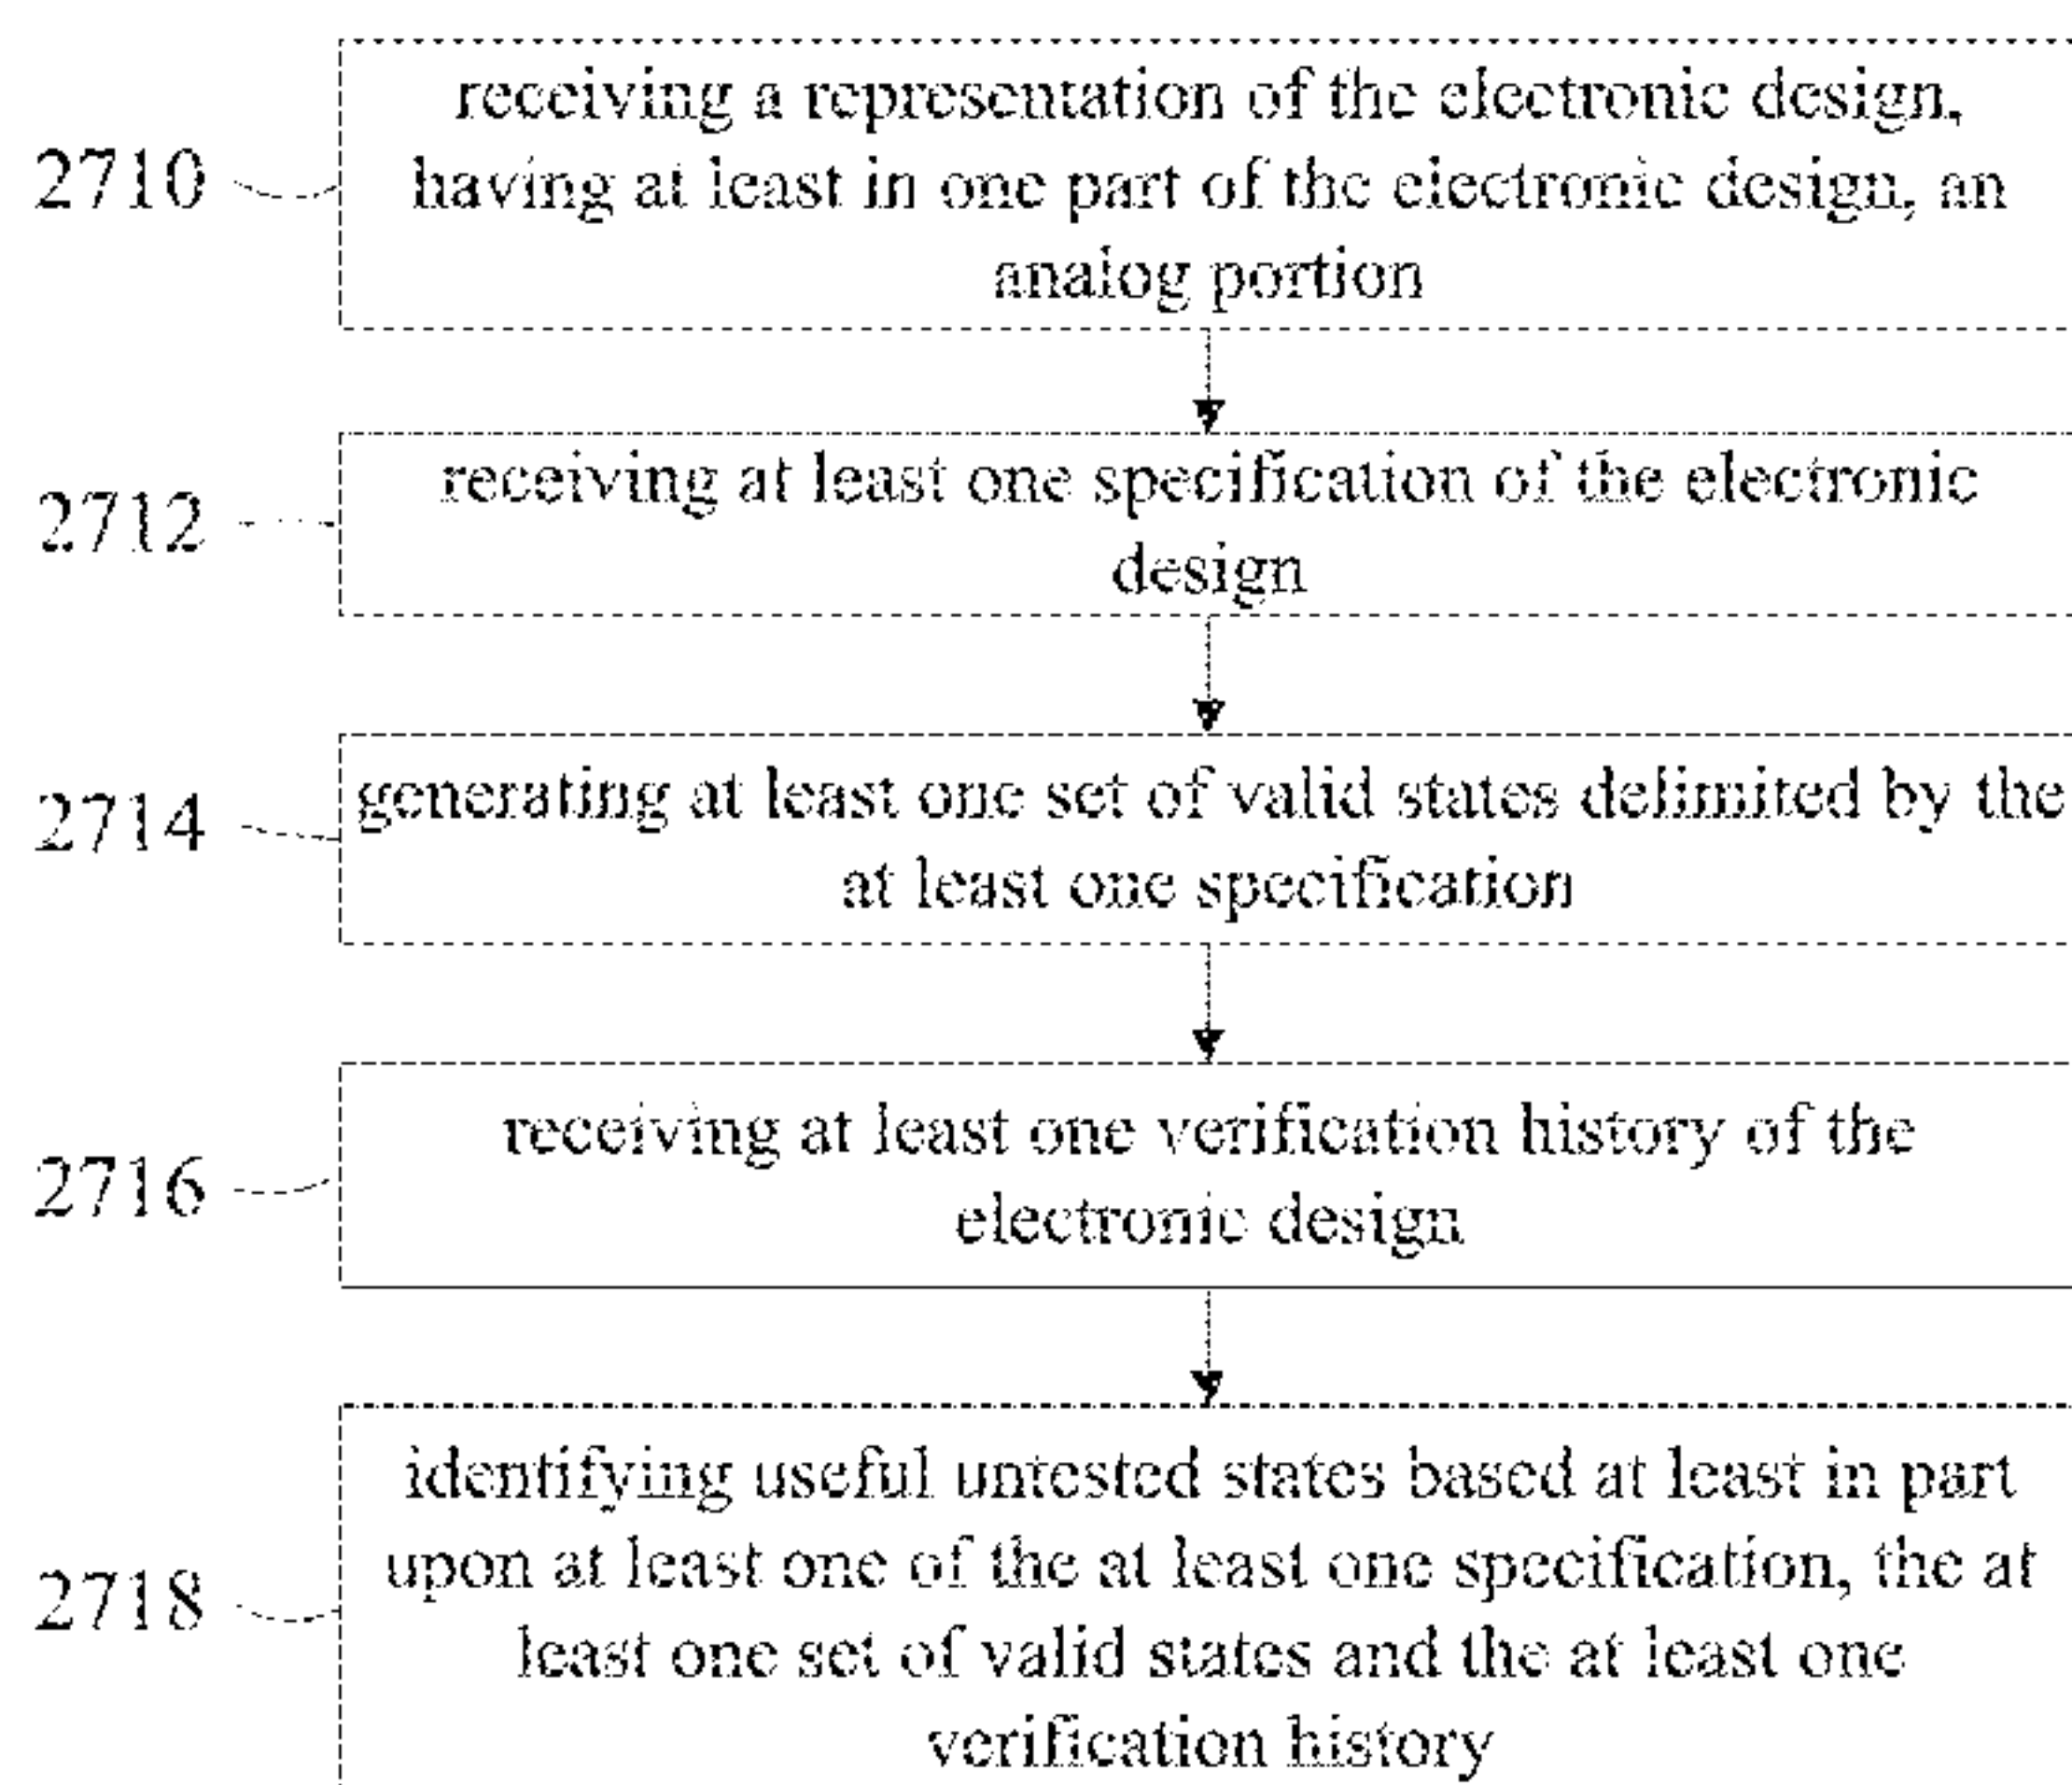 receiving a representation of the electronic design,
2710
having at least in one part of the electronic design, an
analog portion
receiving at least one specification of the electronic
2712
design
generating at least one set of valid states delimited by the
2714
at least one specification
receiving at least one verification history of the
2716
electronic design
identifying useful untested states based at least in part
upon at least one of the at least one specification, the at
2718
least one set of valid states and the at least one
verification history